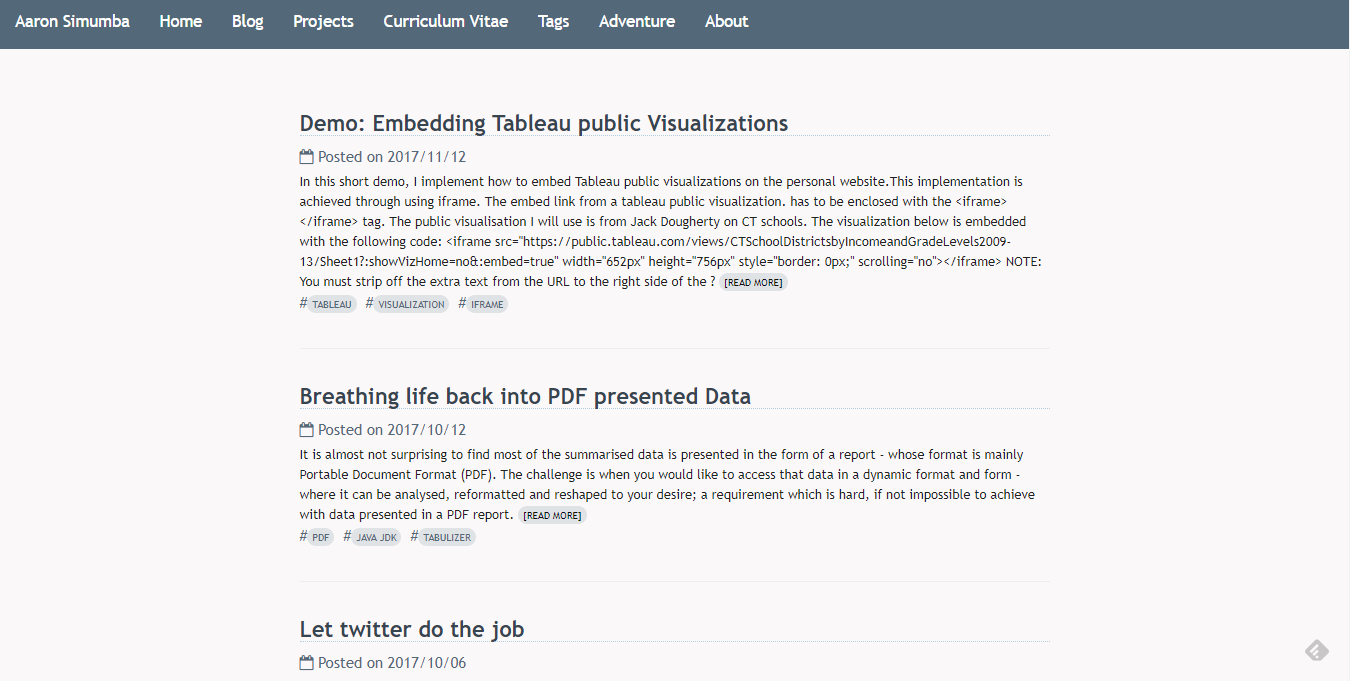 Aaron Simumba Home Blog Projects Curriculum Vitae Tags Adventure About
Demo: Embedding Tableau public Visualizations
Posted on 2017/11/12
In this short demo, I implement how to embed Tableau public visualizations on the personal website.This implementation is
achieved through using iframe. The embed link from a tableau public visualization. has to be enclosed with the <iframe>
</iframe> tag. The public visualisation I will use is from Jack Dougherty on CT schools. The visualization below is embedded
with the following code: <iframe src="https://public.tableau.com/views/CTSchoolDistrictsbyIncomeandGradeLevels2009-
13/Sheet1?:showVizHome=no&:embed=true" width="652px" height="756px" style="border: 0px;" scrolling="no"></iframe> NOTE:
You must strip off the extra text from the URL to the right side of the ? [READ MORE]
#TABLEAU #VISUALIZATION #IFRAME
Breathing life back into PDF presented Data
Posted on 2017/10/12
It is almost not surprising to find most of the summarised data is presented in the form of a report - whose format is mainly
Portable Document Format (PDF). The challenge is when you would like to access that data in a dynamic format and form -
where it can be analysed, reformatted and reshaped to your desire; a requirement which is hard, if not impossible to achieve
with data presented in a PDF report. [READ MORE]
#PDF #JAVA JDK #TABULIZER
Let twitter do the job
Posted on 2017/10/06